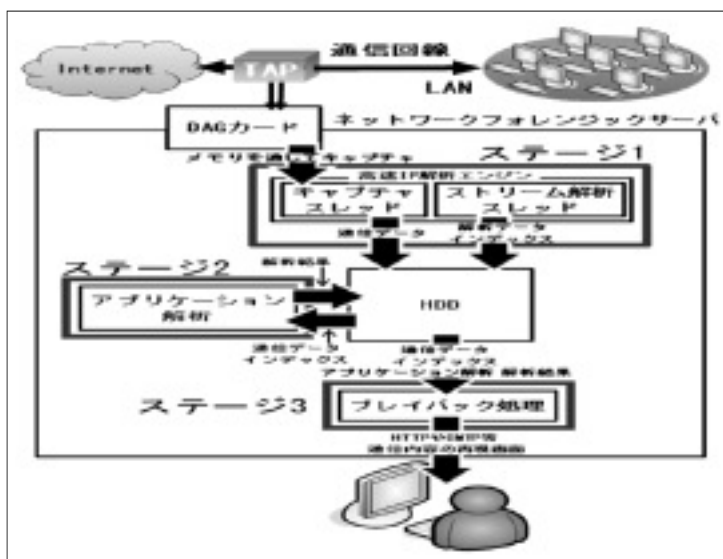 Internet
TAP
通信回線
LAN
DAGカード
ネットワークフォレンジックサーバ
メモリを通してキャプチャ
ステージ1
高速IP解析エンジン
キャプチャ
スレッド
ストリーム解析
スレッド
通信データ
解析データ
インデックス
ステージ2
解析結果
アプリケーション
解析
HDD
通信データ
インデックス
通信データ
インデックス
アプリケーション解析 解析結果
ステージ3
プレイバック処理
HTTPやSMTP等
通信内容の再現画面